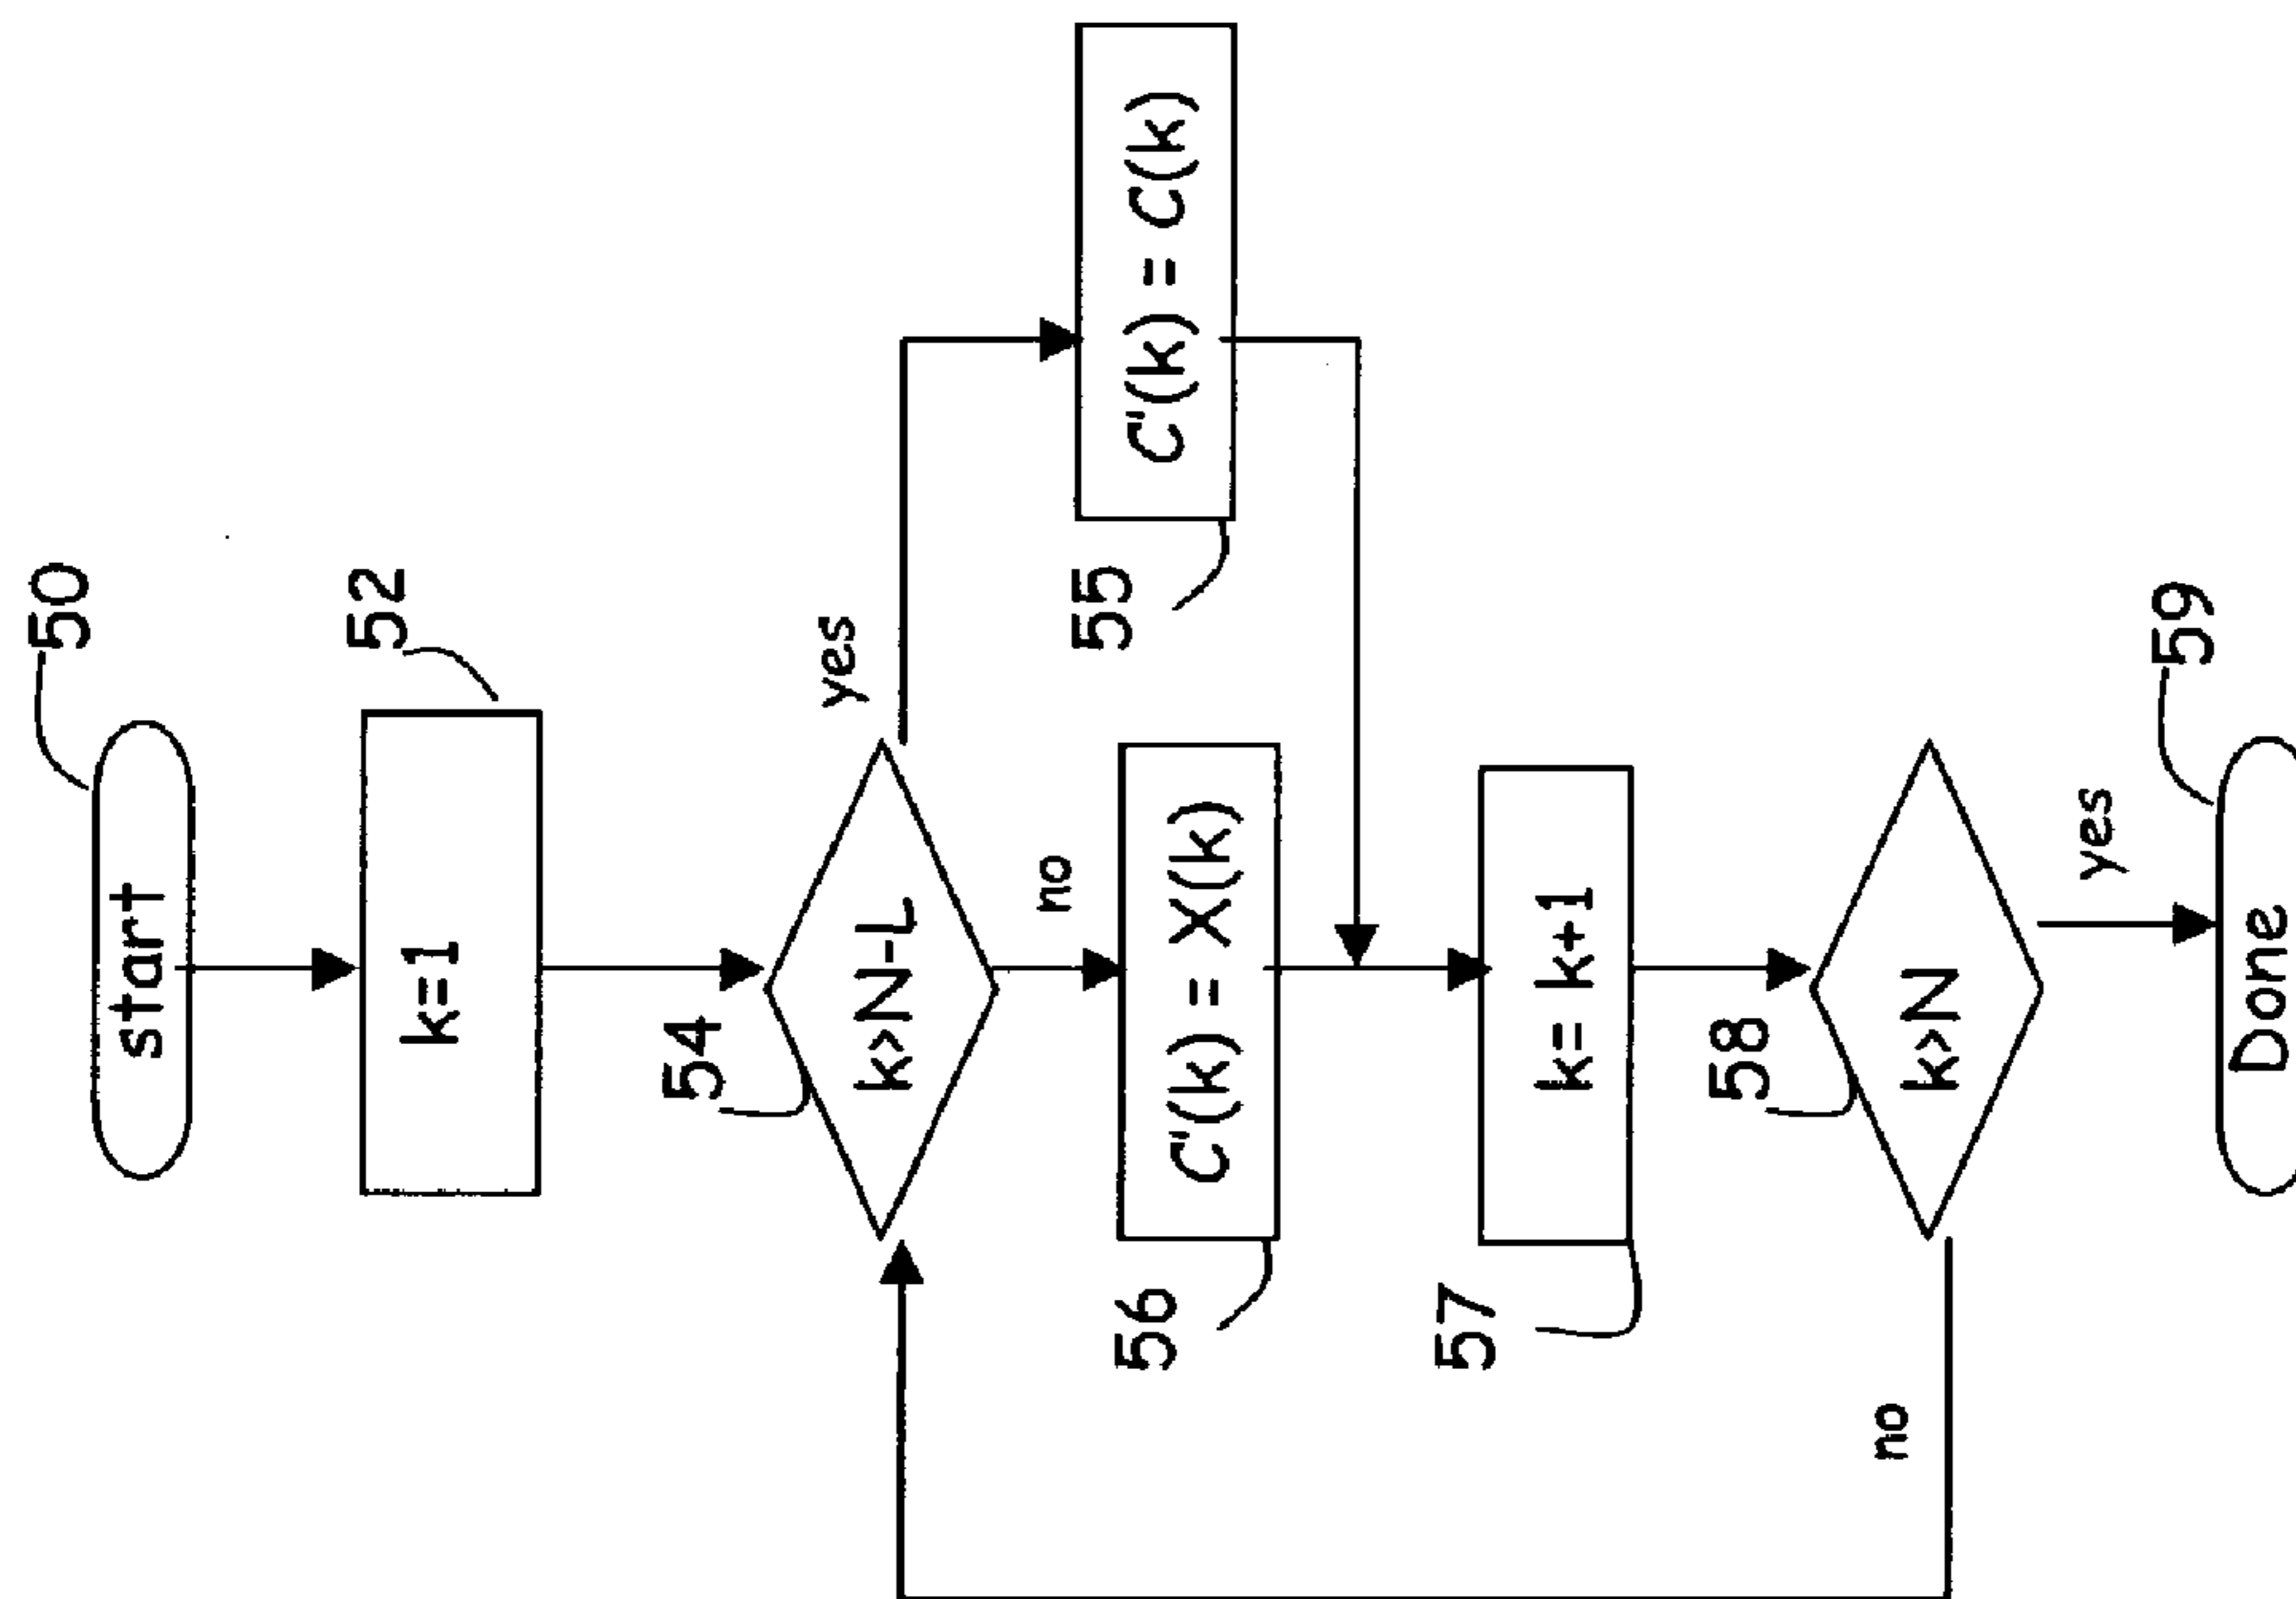 50
start
52
k=1
54
k>N-L
yes
no
55
C'(k) = C(k)
56
C'(k) = X(k)
57
k= k+1
58
k>N
no
yes
59
Done